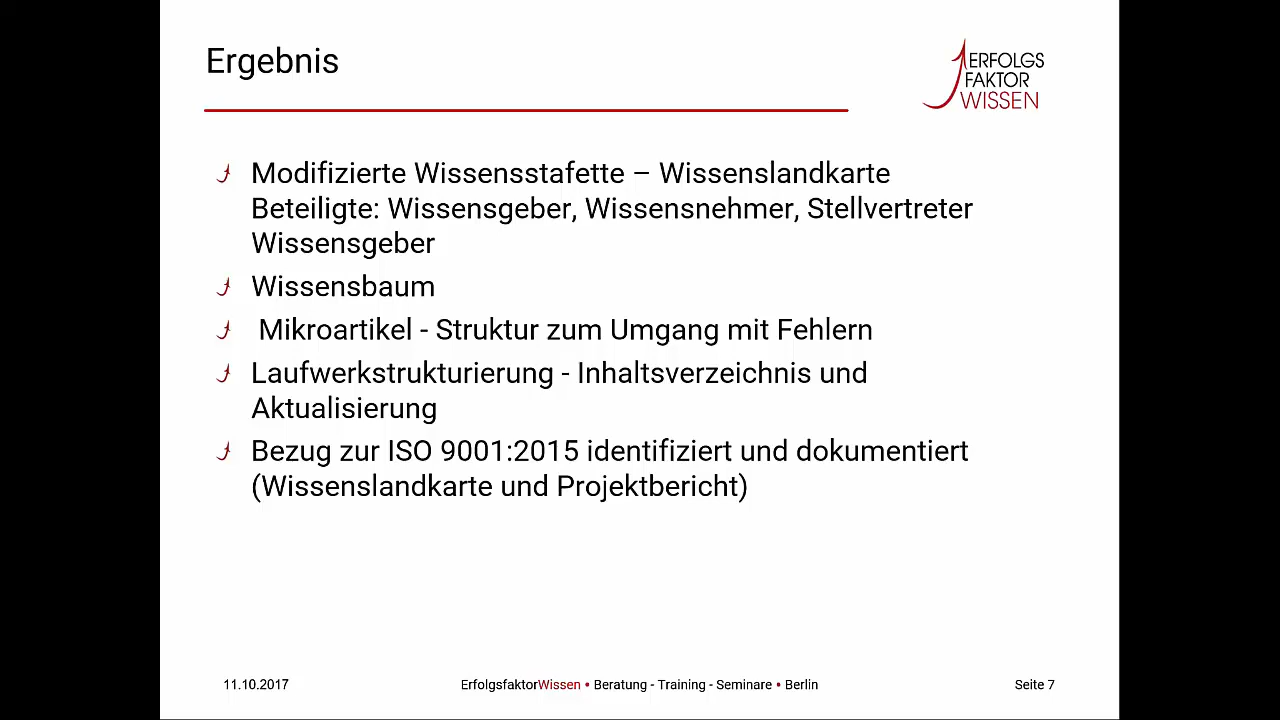 Ergebnis
ERFOLGS
FAKTOR
WISSEN
Modifizierte Wissensstafette – Wissenslandkarte
Beteiligte: Wissensgeber, Wissensnehmer, Stellvertreter
Wissensgeber
Wissensbaum
Mikroartikel - Struktur zum Umgang mit Fehlern
Laufwerkstrukturierung - Inhaltsverzeichnis und
Aktualisierung
Bezug zur ISO 9001:2015 identifiziert und dokumentiert
(Wissenslandkarte und Projektbericht)
11.10.2017
ErfolgsfaktorWissen • Beratung - Training - Seminare • Berlin
Seite 7